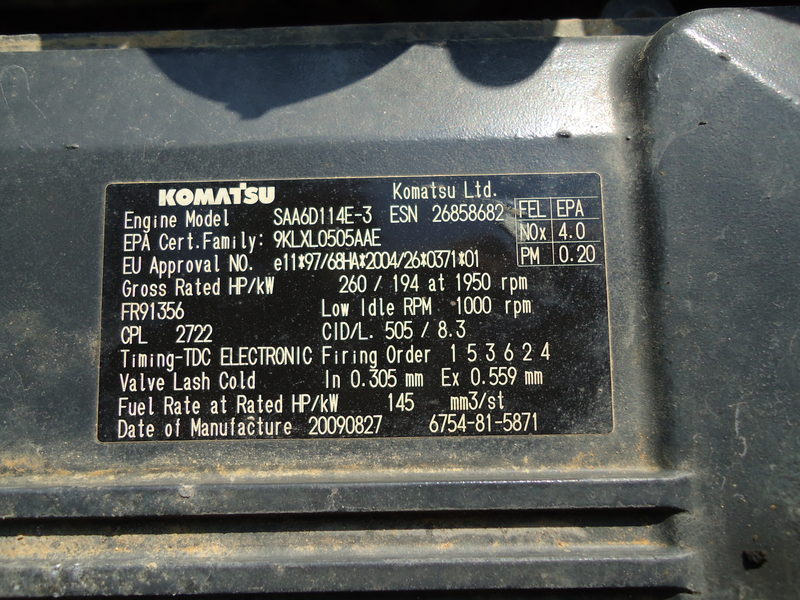 KOMATSU Komatsu Ltd.
Engine Model SAA6D114E-3 ESN 26858682 FEL EPA
EPA Cert.Family: 9KLXL0505AAE NOx 4.0
EU Approval NO. e11*97/68HA*2004/26*0371*01 PM 0.20
Gross Rated HP/kW 260 / 194 at 1950 rpm
FR91356 Low Idle RPM 1000 rpm
CPL 2722 CID/L. 505 / 8.3
Timing-TDC ELECTRONIC Firing Order 1 5 3 6 2 4
Valve Lash Cold In 0.305 mm Ex 0.559 mm
Fuel Rate at Rated HP/kW 145 mm3/st
Date of Manufacture 20090827 6754-81-5871